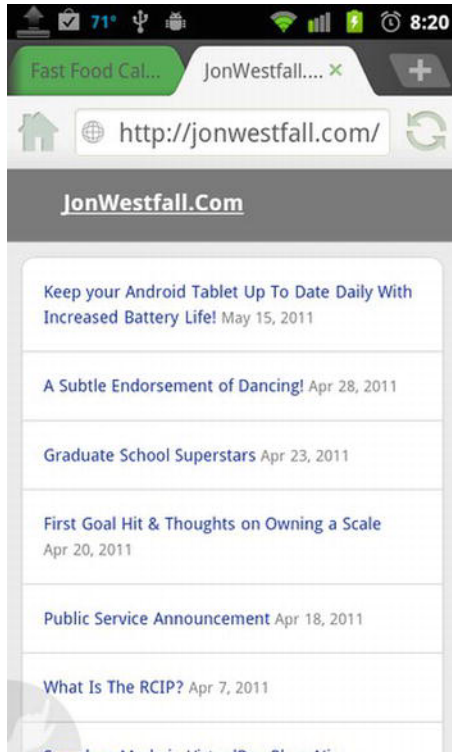 71° 8:20
Fast Food Cal... JonWestfall....
http://jonwestfall.com/
JonWestfall.Com
Keep your Android Tablet Up To Date Daily With
Increased Battery Life! May 15, 2011
A Subtle Endorsement of Dancing! Apr 28, 2011
Graduate School Superstars Apr 23, 2011
First Goal Hit & Thoughts on Owning a Scale
Apr 20, 2011
Public Service Announcement Apr 18, 2011
What Is The RCIP? Apr 7, 2011